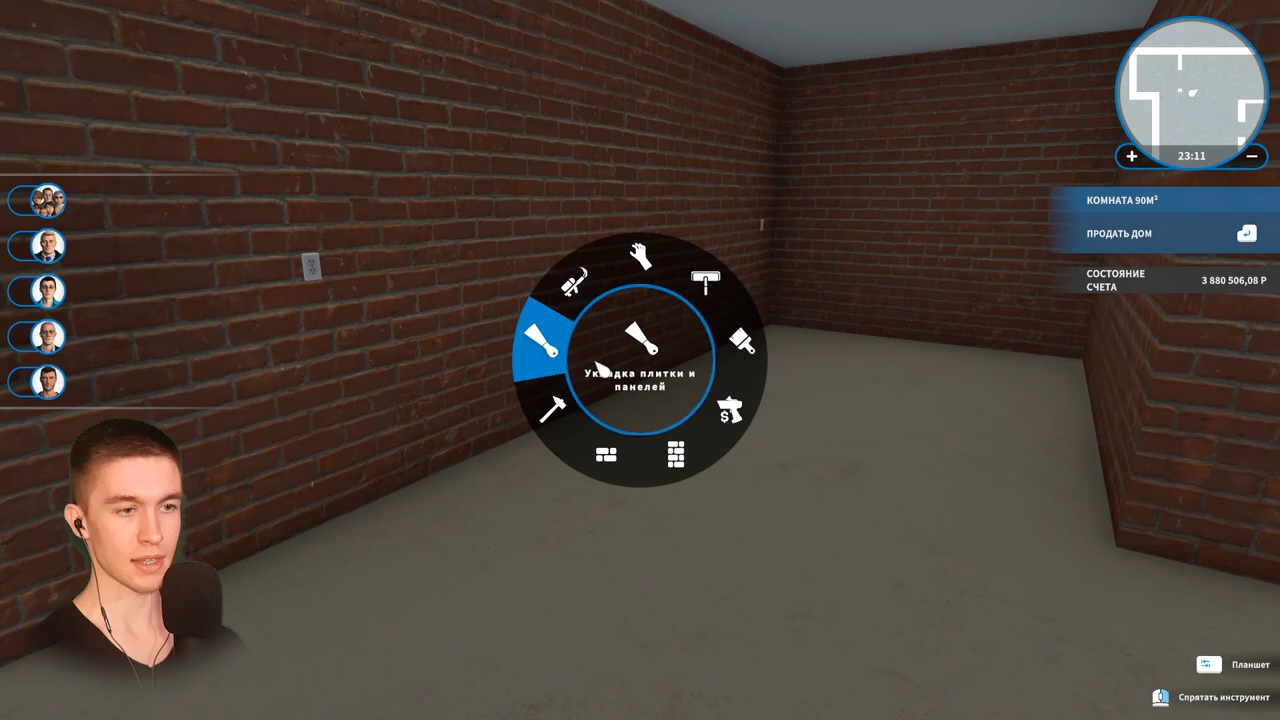 23:11
КОМНАТА 90М²
ПРОДАТЬ ДОМ
СОСТОЯНИЕ
СЧЕТА
3 880 506,08 Р
Укладка плитки и
панелей
$
Планшет
Спрятать инструмент